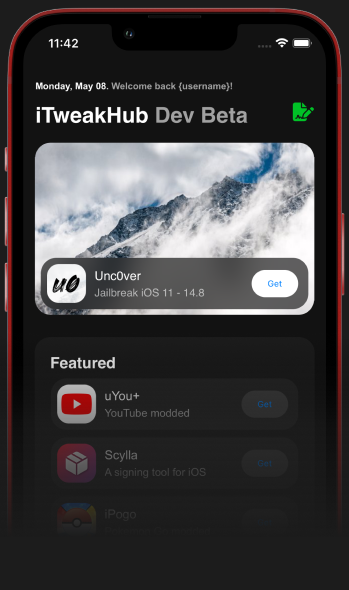 11:42
Monday, May 08. Welcome back {username}!
iTweakHub Dev Beta
u0
Unc0ver
Jailbreak iOS 11 - 14.8
Get
Featured
uYou+
YouTube modded
Get
Scylla
A signing tool for iOS
Get
iPogo